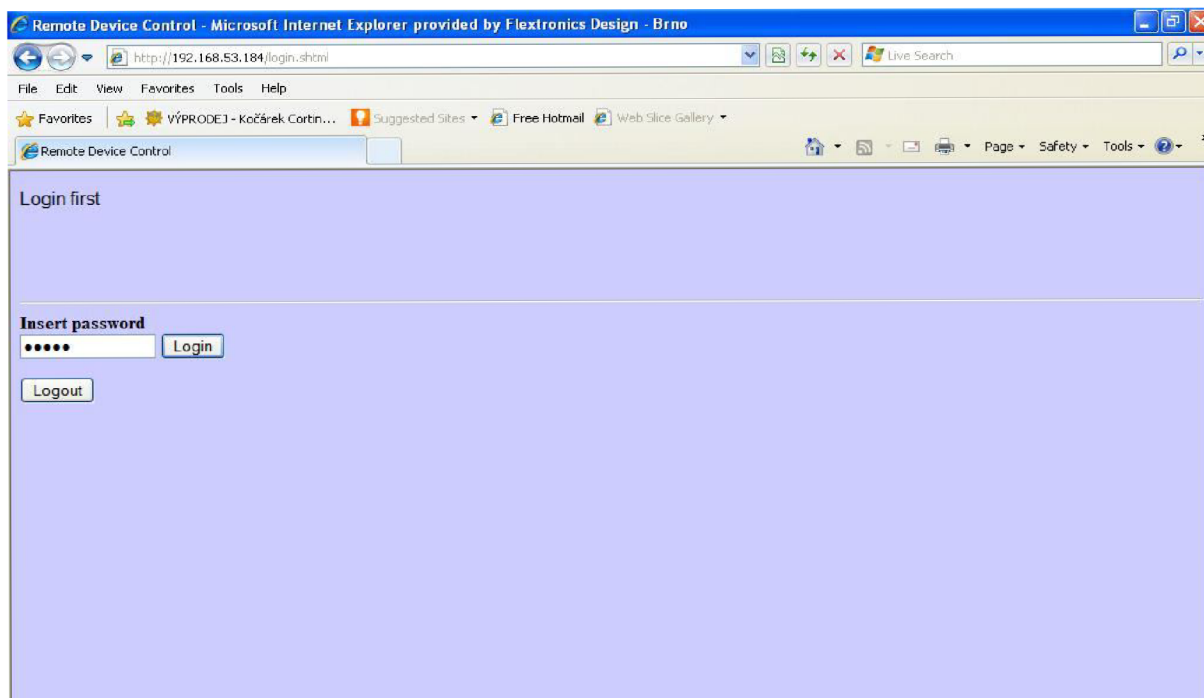 Remote Device Control - Microsoft Internet Explorer provided by Flextronics Design - Brno
http://192.168.53.184/login.shtml
Live Search
File Edit View Favorites Tools Help
Favorites VÝPRODEJ - Kočárek Cortin... Suggested Sites Free Hotmail Web Slice Gallery
Remote Device Control
Page Safety Tools
Login first
Insert password
••••• Login
Logout